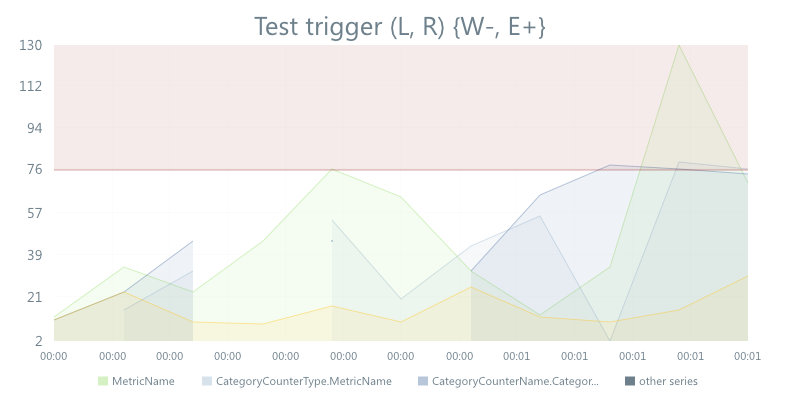 Test trigger (L, R) {W-, E+}
130
112
94
76
57
39
21
2
00:00 00:00 00:00 00:00 00:00 00:00 00:00 00:00 00:01 00:01 00:01 00:01 00:01
MetricName CategoryCounterType.MetricName CategoryCounterName.Categor... other series